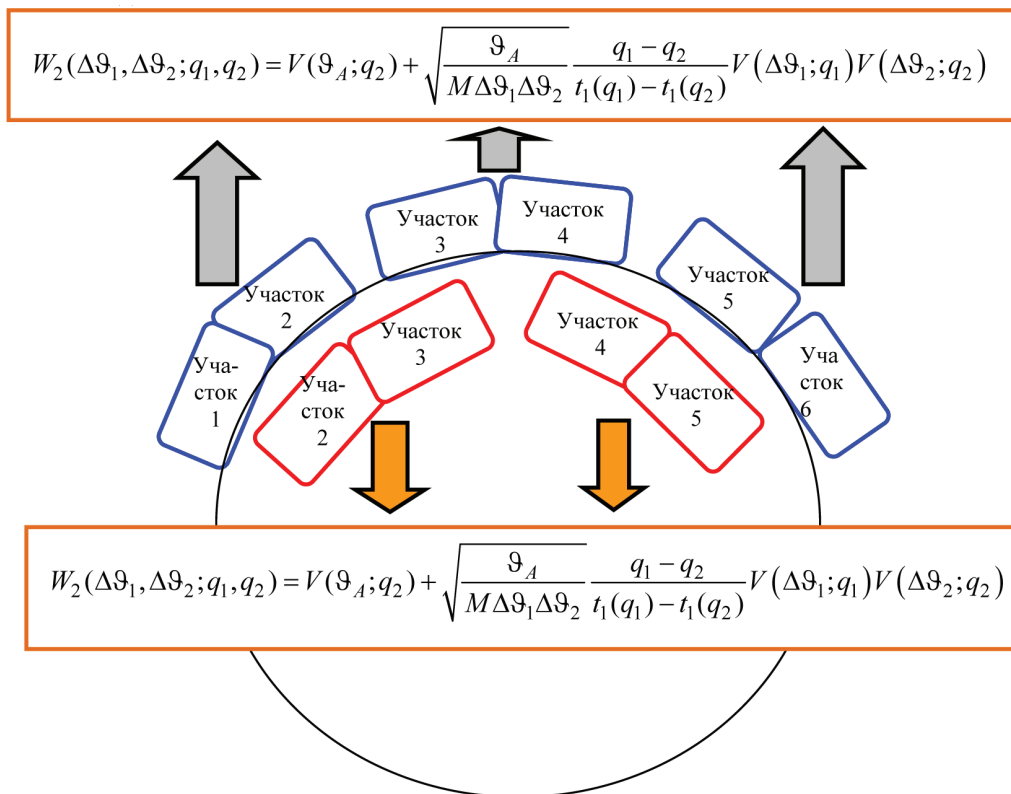 W₂(Δϑ₁,Δϑ₂;q₁,q₂) = V(ϑ_A;q₂) + √(ϑ_A / (MΔϑ₁Δϑ₂)) (q₁ − q₂) / (t₁(q₁) − t₁(q₂)) V(Δϑ₁;q₁)V(Δϑ₂;q₂)
Участок
3
Участок
4
Участок
2
Участок
5
Уча-
сток
1
Уча
сток
6
Участок
3
Участок
4
Уча-
сток
2
Участок
5
W₂(Δϑ₁,Δϑ₂;q₁,q₂) = V(ϑ_A;q₂) + √(ϑ_A / (MΔϑ₁Δϑ₂)) (q₁ − q₂) / (t₁(q₁) − t₁(q₂)) V(Δϑ₁;q₁)V(Δϑ₂;q₂)